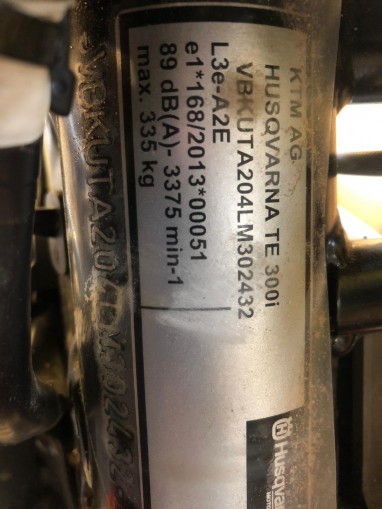 KTM AG
HUSQVARNA TE 300i
VBKUTA204LM302432
L3e-A2E
e1*168/2013*00051
89 dB(A)- 3375 min-1
max. 335 kg
Husqvarna
VBKUTA204LM302432